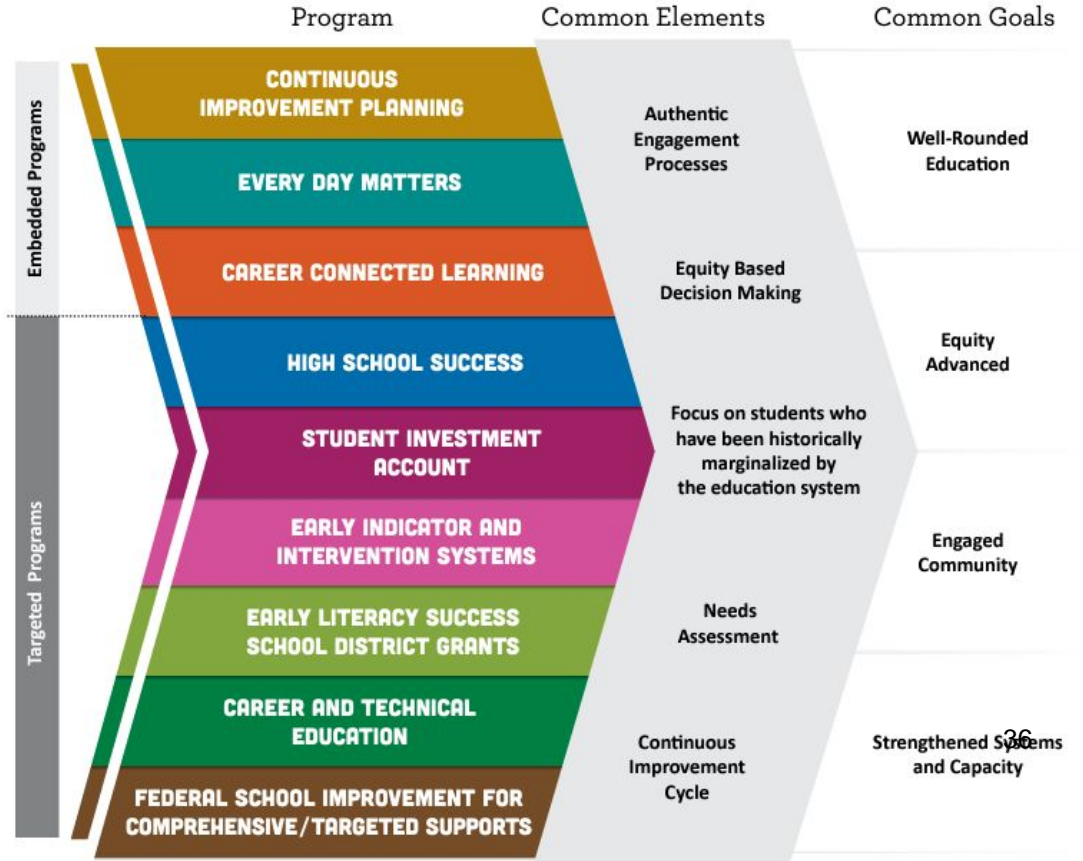 Program
Common Elements
Common Goals
Embedded Programs
Targeted Programs
CONTINUOUS
IMPROVEMENT PLANNING
EVERY DAY MATTERS
CAREER CONNECTED LEARNING
HIGH SCHOOL SUCCESS
STUDENT INVESTMENT
ACCOUNT
EARLY INDICATOR AND
INTERVENTION SYSTEMS
EARLY LITERACY SUCCESS
SCHOOL DISTRICT GRANTS
CAREER AND TECHNICAL
EDUCATION
FEDERAL SCHOOL IMPROVEMENT FOR
COMPREHENSIVE/TARGETED SUPPORTS
Authentic
Engagement
Processes
Equity Based
Decision Making
Focus on students who
have been historically
marginalized by
the education system
Needs
Assessment
Continuous
Improvement
Cycle
Well-Rounded
Education
Equity
Advanced
Engaged
Community
Strengthened Systems
and Capacity
36